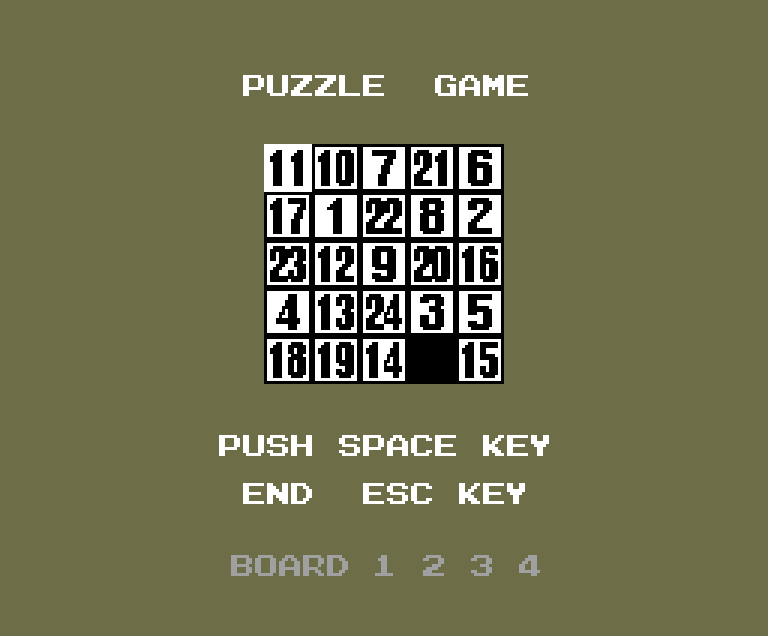 PUZZLE GAME
11 10 7 21 6
17 1 22 8 2
23 12 9 20 16
4 13 24 3 5
18 19 14 15
PUSH SPACE KEY
END ESC KEY
BOARD 1 2 3 4